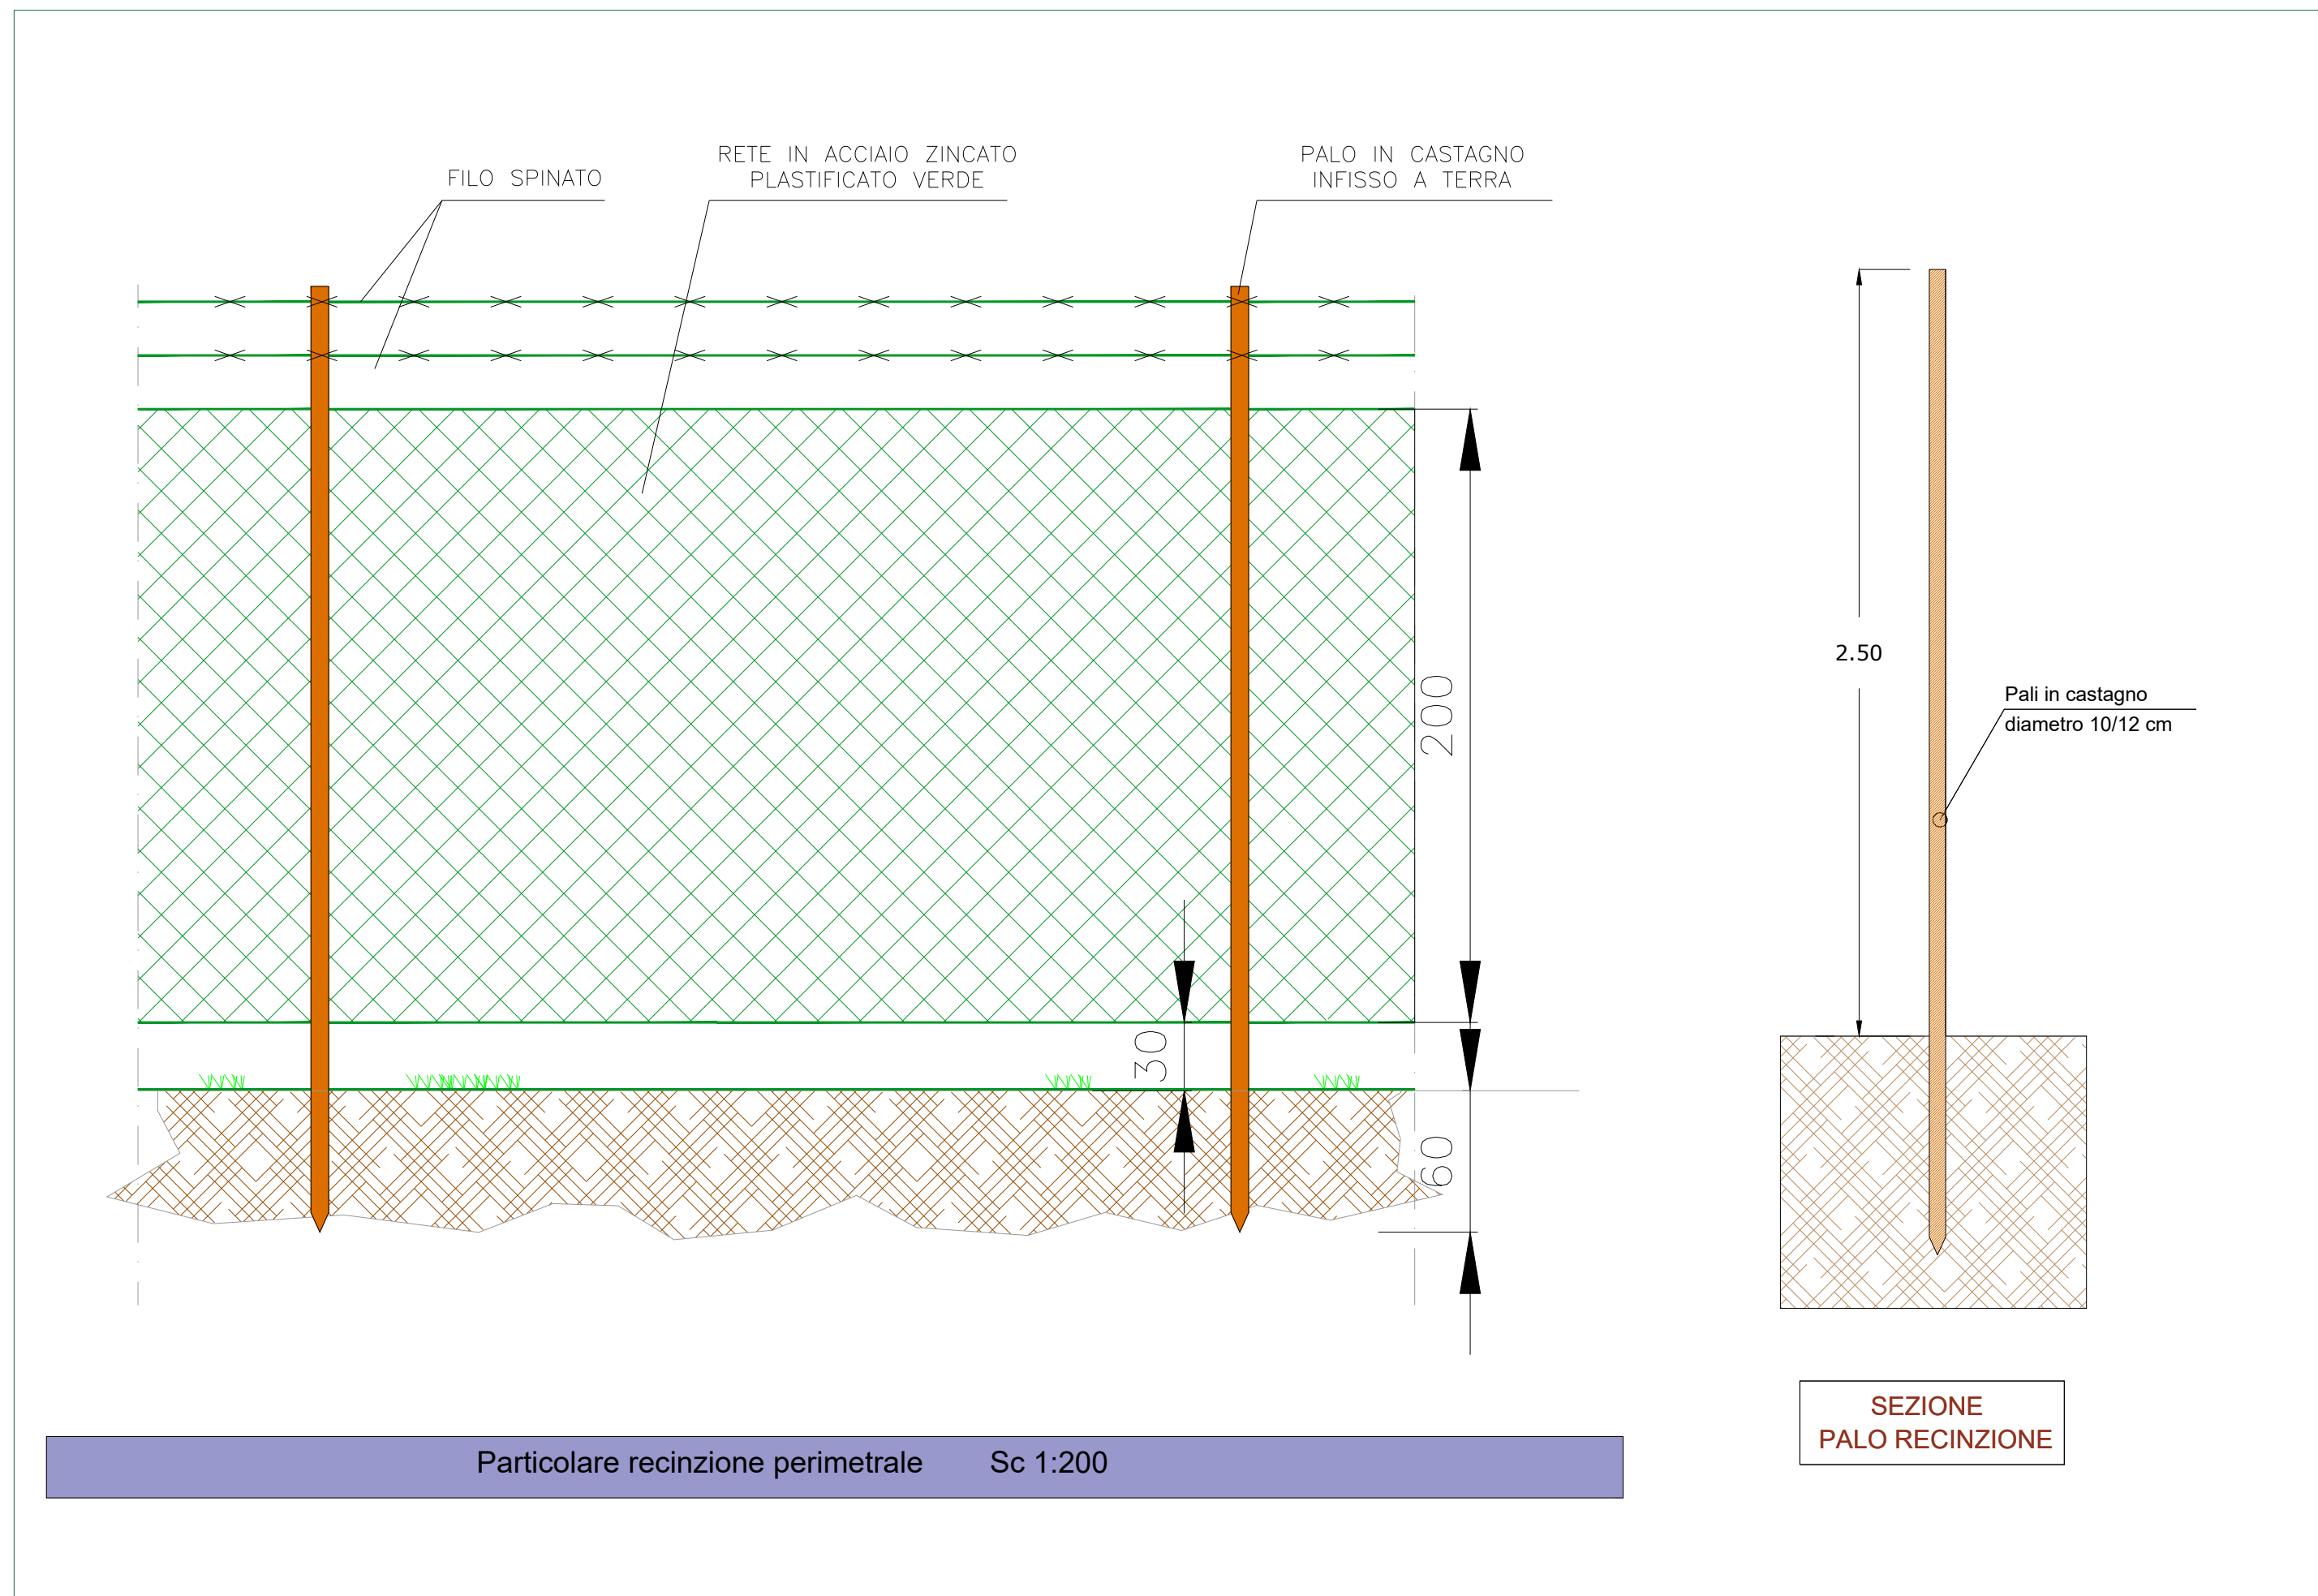 FILO SPINATO
RETE IN ACCIAIO ZINCATO
PLASTIFICATO VERDE
PALO IN CASTAGNO
INFISSO A TERRA
200
30
60
2.50
Pali in castagno
diametro 10/12 cm
SEZIONE
PALO RECINZIONE
Particolare recinzione perimetrale Sc 1:200